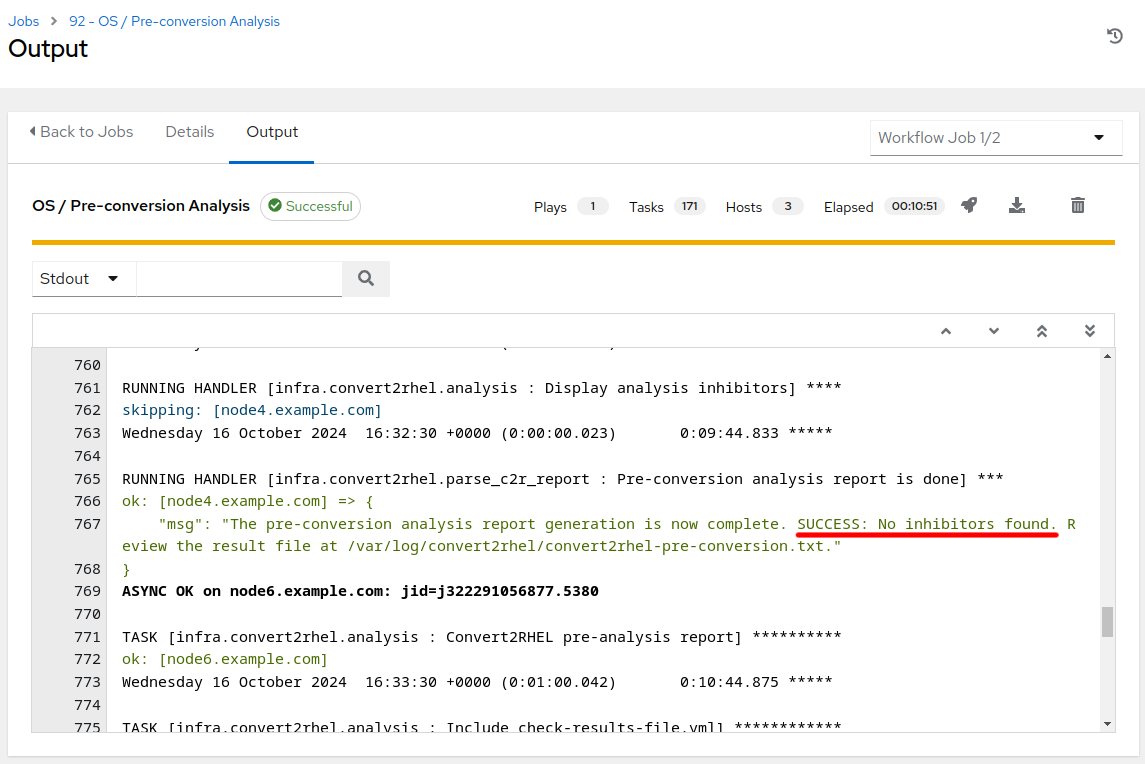 Jobs > 92 - OS / Pre-conversion Analysis
Output
Back to Jobs Details Output Workflow Job 1/2
OS / Pre-conversion Analysis Successful Plays 1 Tasks 171 Hosts 3 Elapsed 00:10:51
Stdout
760
761 RUNNING HANDLER [infra.convert2rhel.analysis : Display analysis inhibitors] ****
762 skipping: [node4.example.com]
763 Wednesday 16 October 2024  16:32:30 +0000 (0:00:00.023)       0:09:44.833 *****
764
765 RUNNING HANDLER [infra.convert2rhel.parse_c2r_report : Pre-conversion analysis report is done] ***
766 ok: [node4.example.com] => {
767     "msg": "The pre-conversion analysis report generation is now complete. SUCCESS: No inhibitors found. R
eview the result file at /var/log/convert2rhel/convert2rhel-pre-conversion.txt."
768 }
769 ASYNC OK on node6.example.com: jid=j322291056877.5380
770
771 TASK [infra.convert2rhel.analysis : Convert2RHEL pre-analysis report] **********
772 ok: [node6.example.com]
773 Wednesday 16 October 2024  16:33:30 +0000 (0:01:00.042)       0:10:44.875 *****
774
775 TASK [infra.convert2rhel.analysis : Include check-results-file.yml] ************